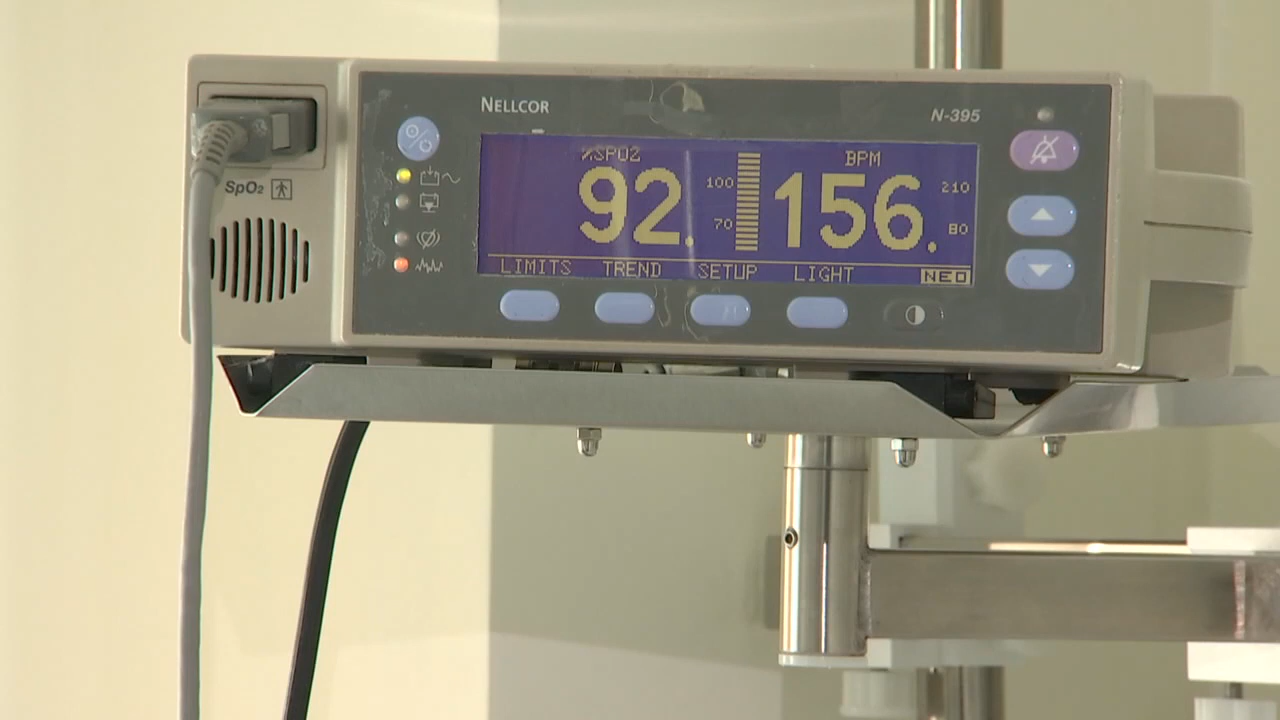 NELLCOR
N-395
%SPO2 BPM
92. 100 70 156. 210 80
LIMITS TREND SETUP LIGHT NEO
SpO₂